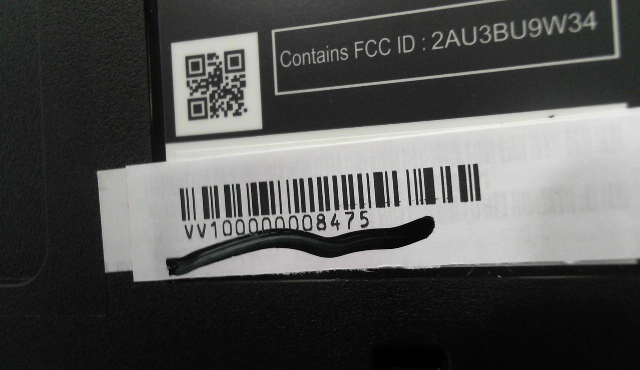 Contains FCC ID : 2AU3BU9W34
VV100000008475